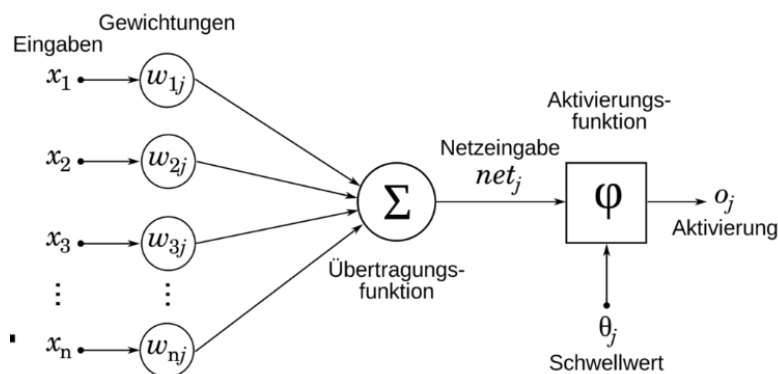 Gewichtungen
Eingaben
x₁
w₁ⱼ
x₂
w₂ⱼ
x₃
w₃ⱼ
⋮
⋮
xₙ
wₙⱼ
Σ
Übertragungs-
funktion
Netzeingabe
netⱼ
Aktivierungs-
funktion
φ
oⱼ
Aktivierung
θⱼ
Schwellwert